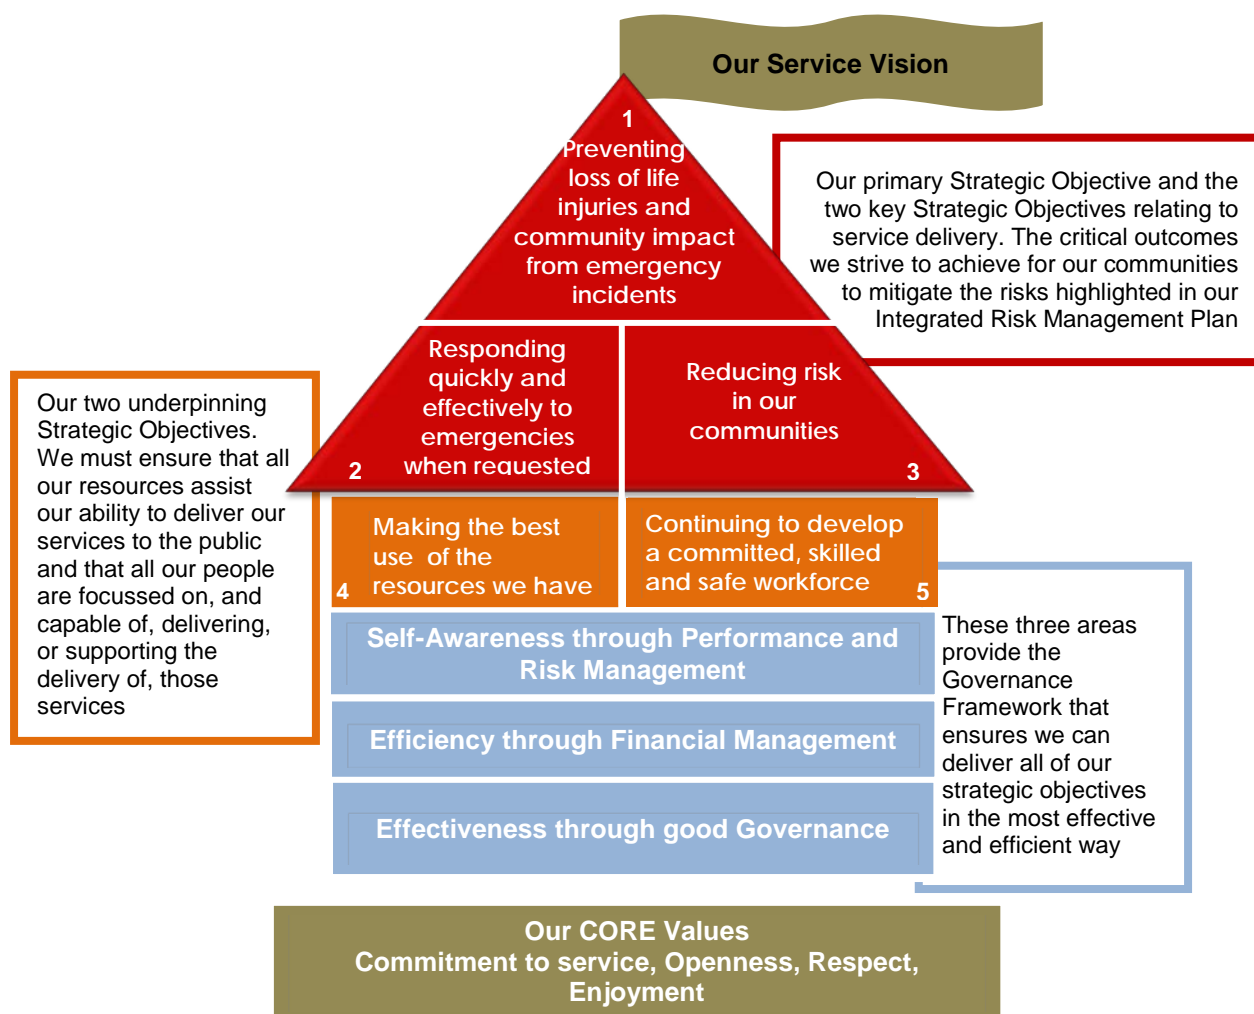 Our Service Vision
1
Preventing
loss of life
injuries and
community impact
from emergency
incidents
Our primary Strategic Objective and the
two key Strategic Objectives relating to
service delivery. The critical outcomes
we strive to achieve for our communities
to mitigate the risks highlighted in our
Integrated Risk Management Plan
Responding
quickly and
effectively to
emergencies
when requested
2
Reducing risk
in our
communities
3
Our two underpinning
Strategic Objectives.
We must ensure that all
our resources assist
our ability to deliver our
services to the public
and that all our people
are focussed on, and
capable of, delivering,
or supporting the
delivery of, those
services
Making the best
use of the
resources we have
4
Continuing to develop
a committed, skilled
and safe workforce
5
Self-Awareness through Performance and
Risk Management
Efficiency through Financial Management
Effectiveness through good Governance
These three areas
provide the
Governance
Framework that
ensures we can
deliver all of our
strategic objectives
in the most effective
and efficient way
Our CORE Values
Commitment to service, Openness, Respect,
Enjoyment